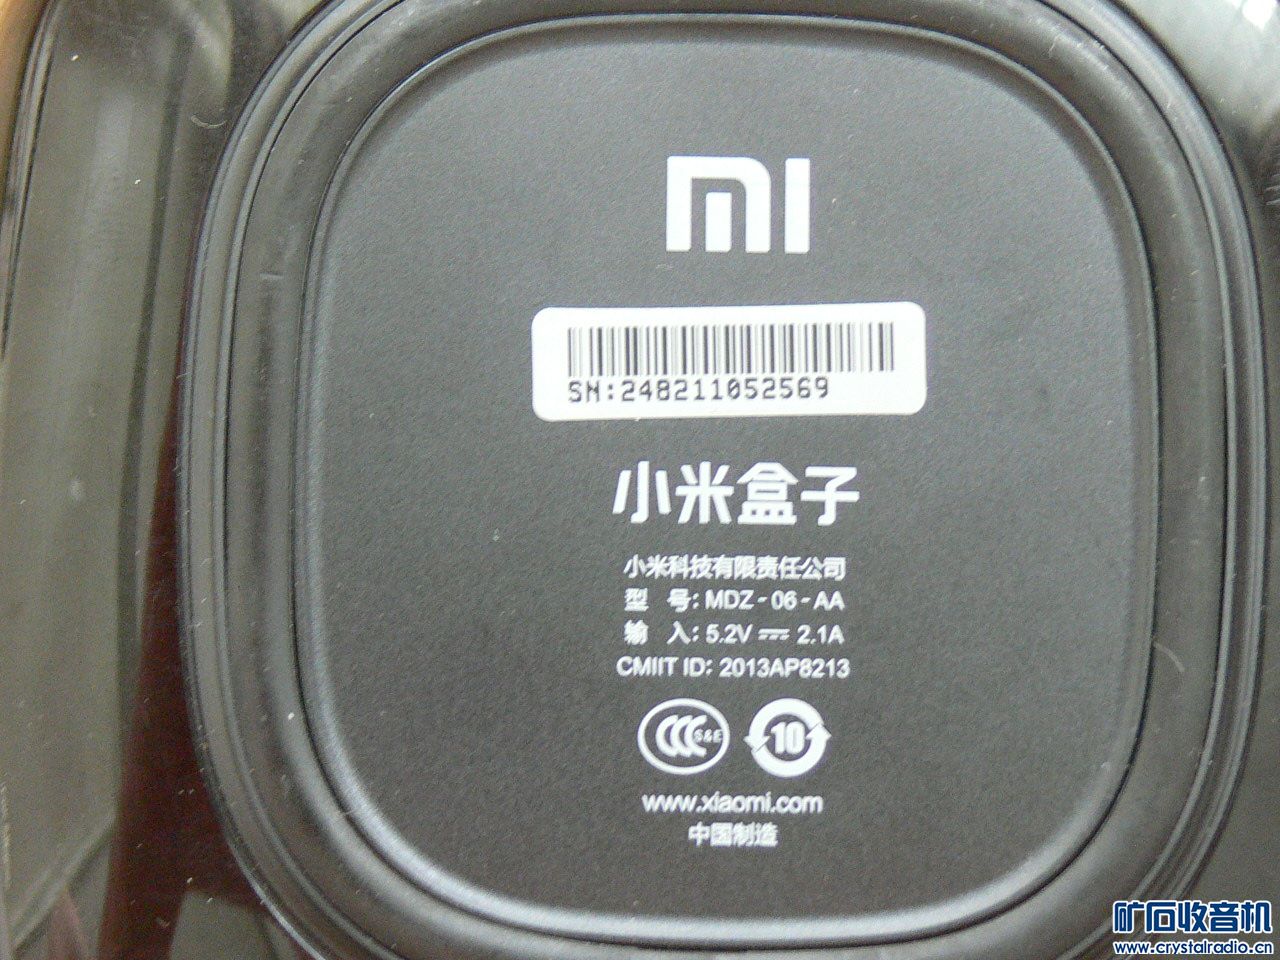 MI
SN:248211052569
小米盒子
小米科技有限责任公司
型 号: MDZ-06-AA
输 入: 5.2V ⎓ 2.1A
CMIIT ID: 2013AP8213
CCC S&E 10
www.xiaomi.com
中国制造
矿石收音机
www.crystalradio.cn